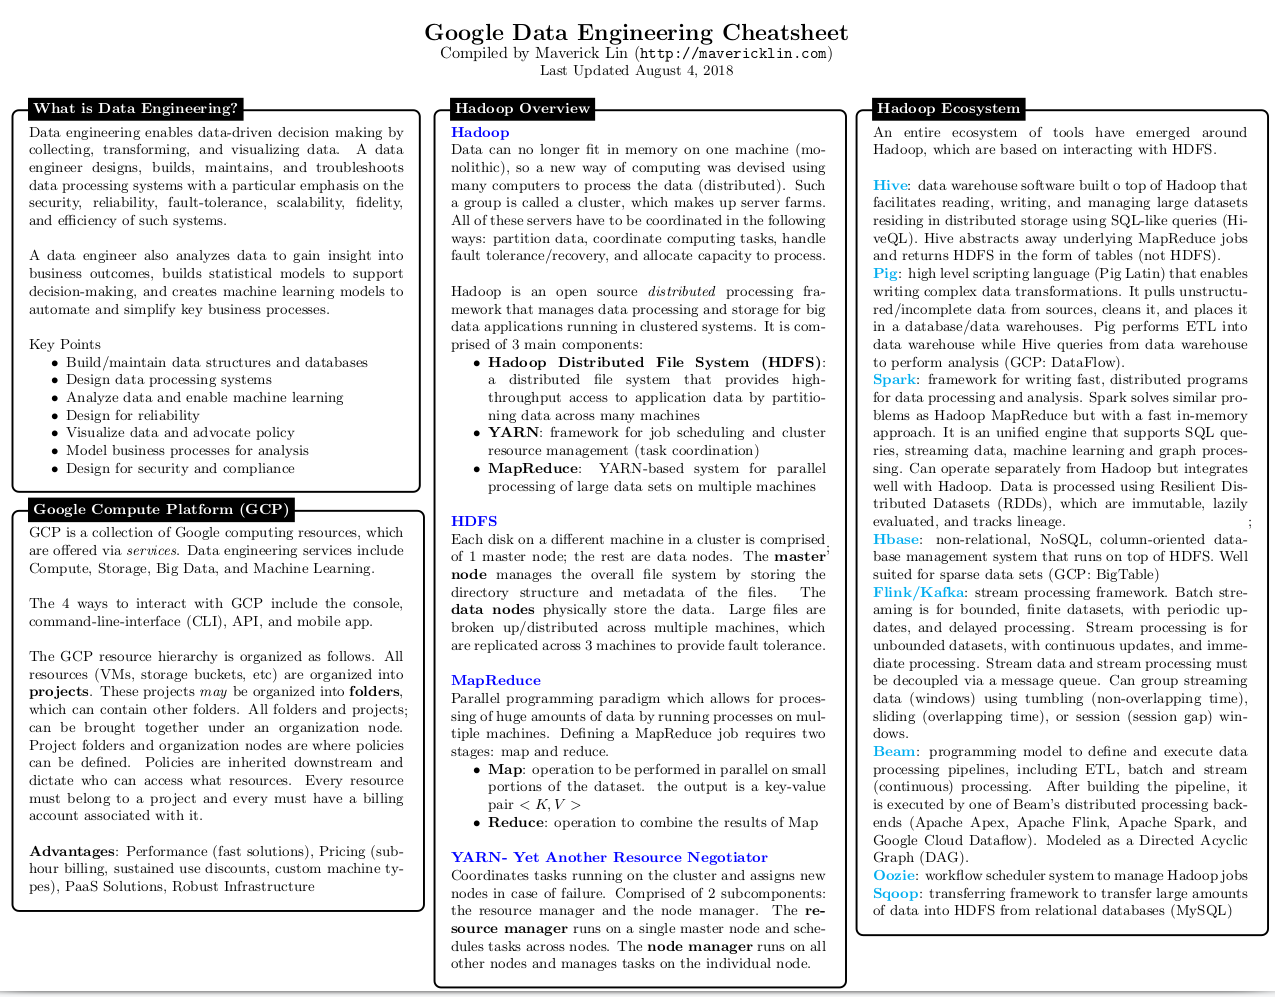 Google Data Engineering Cheatsheet
Compiled by Maverick Lin (http://mavericklin.com)
Last Updated August 4, 2018
What is Data Engineering?
Data engineering enables data-driven decision making by
collecting, transforming, and visualizing data. A data
engineer designs, builds, maintains, and troubleshoots
data processing systems with a particular emphasis on the
security, reliability, fault-tolerance, scalability, fidelity,
and efficiency of such systems.
A data engineer also analyzes data to gain insight into
business outcomes, builds statistical models to support
decision-making, and creates machine learning models to
automate and simplify key business processes.
Key Points
• Build/maintain data structures and databases
• Design data processing systems
• Analyze data and enable machine learning
• Design for reliability
• Visualize data and advocate policy
• Model business processes for analysis
• Design for security and compliance
Google Compute Platform (GCP)
GCP is a collection of Google computing resources, which
are offered via services. Data engineering services include
Compute, Storage, Big Data, and Machine Learning.
The 4 ways to interact with GCP include the console,
command-line-interface (CLI), API, and mobile app.
The GCP resource hierarchy is organized as follows. All
resources (VMs, storage buckets, etc) are organized into
projects. These projects may be organized into folders,
which can contain other folders. All folders and projects;
can be brought together under an organization node.
Project folders and organization nodes are where policies
can be defined. Policies are inherited downstream and
dictate who can access what resources. Every resource
must belong to a project and every must have a billing
account associated with it.
Advantages: Performance (fast solutions), Pricing (sub-
hour billing, sustained use discounts, custom machine ty-
pes), PaaS Solutions, Robust Infrastructure
Hadoop Overview
Hadoop
Data can no longer fit in memory on one machine (mo-
nolithic), so a new way of computing was devised using
many computers to process the data (distributed). Such
a group is called a cluster, which makes up server farms.
All of these servers have to be coordinated in the following
ways: partition data, coordinate computing tasks, handle
fault tolerance/recovery, and allocate capacity to process.
Hadoop is an open source distributed processing fra-
mework that manages data processing and storage for big
data applications running in clustered systems. It is com-
prised of 3 main components:
• Hadoop Distributed File System (HDFS):
a distributed file system that provides high-
throughput access to application data by partitio-
ning data across many machines
• YARN: framework for job scheduling and cluster
resource management (task coordination)
• MapReduce: YARN-based system for parallel
processing of large data sets on multiple machines
HDFS
Each disk on a different machine in a cluster is comprised;
of 1 master node; the rest are data nodes. The master
node manages the overall file system by storing the
directory structure and metadata of the files. The
data nodes physically store the data. Large files are
broken up/distributed across multiple machines, which
are replicated across 3 machines to provide fault tolerance.
MapReduce
Parallel programming paradigm which allows for proces-
sing of huge amounts of data by running processes on mul-
tiple machines. Defining a MapReduce job requires two
stages: map and reduce.
• Map: operation to be performed in parallel on small
portions of the dataset. the output is a key-value
pair < K, V >
• Reduce: operation to combine the results of Map
YARN- Yet Another Resource Negotiator
Coordinates tasks running on the cluster and assigns new
nodes in case of failure. Comprised of 2 subcomponents:
the resource manager and the node manager. The re-
source manager runs on a single master node and sche-
dules tasks across nodes. The node manager runs on all
other nodes and manages tasks on the individual node.
Hadoop Ecosystem
An entire ecosystem of tools have emerged around
Hadoop, which are based on interacting with HDFS.
Hive: data warehouse software built o top of Hadoop that
facilitates reading, writing, and managing large datasets
residing in distributed storage using SQL-like queries (Hi-
veQL). Hive abstracts away underlying MapReduce jobs
and returns HDFS in the form of tables (not HDFS).
Pig: high level scripting language (Pig Latin) that enables
writing complex data transformations. It pulls unstructu-
red/incomplete data from sources, cleans it, and places it
in a database/data warehouses. Pig performs ETL into
data warehouse while Hive queries from data warehouse
to perform analysis (GCP: DataFlow).
Spark: framework for writing fast, distributed programs
for data processing and analysis. Spark solves similar pro-
blems as Hadoop MapReduce but with a fast in-memory
approach. It is an unified engine that supports SQL que-
ries, streaming data, machine learning and graph proces-
sing. Can operate separately from Hadoop but integrates
well with Hadoop. Data is processed using Resilient Dis-
tributed Datasets (RDDs), which are immutable, lazily
evaluated, and tracks lineage. ;
Hbase: non-relational, NoSQL, column-oriented data-
base management system that runs on top of HDFS. Well
suited for sparse data sets (GCP: BigTable)
Flink/Kafka: stream processing framework. Batch stre-
aming is for bounded, finite datasets, with periodic up-
dates, and delayed processing. Stream processing is for
unbounded datasets, with continuous updates, and imme-
diate processing. Stream data and stream processing must
be decoupled via a message queue. Can group streaming
data (windows) using tumbling (non-overlapping time),
sliding (overlapping time), or session (session gap) win-
dows.
Beam: programming model to define and execute data
processing pipelines, including ETL, batch and stream
(continuous) processing. After building the pipeline, it
is executed by one of Beam's distributed processing back-
ends (Apache Apex, Apache Flink, Apache Spark, and
Google Cloud Dataflow). Modeled as a Directed Acyclic
Graph (DAG).
Oozie: workflow scheduler system to manage Hadoop jobs
Sqoop: transferring framework to transfer large amounts
of data into HDFS from relational databases (MySQL)